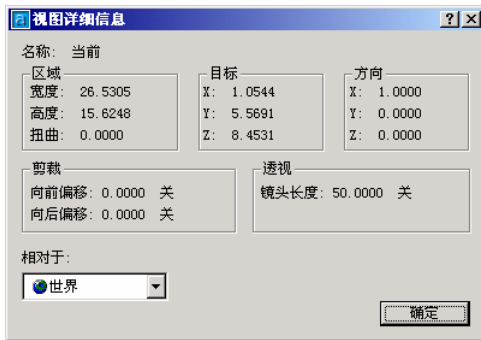 视图详细信息
名称: 当前
区域
宽度: 26.5305
高度: 15.6248
扭曲: 0.0000
目标
X: 1.0544
Y: 5.5691
Z: 8.4531
方向
X: 1.0000
Y: 0.0000
Z: 0.0000
剪裁
向前偏移: 0.0000 关
向后偏移: 0.0000 关
透视
镜头长度: 50.0000 关
相对于:
世界
确定